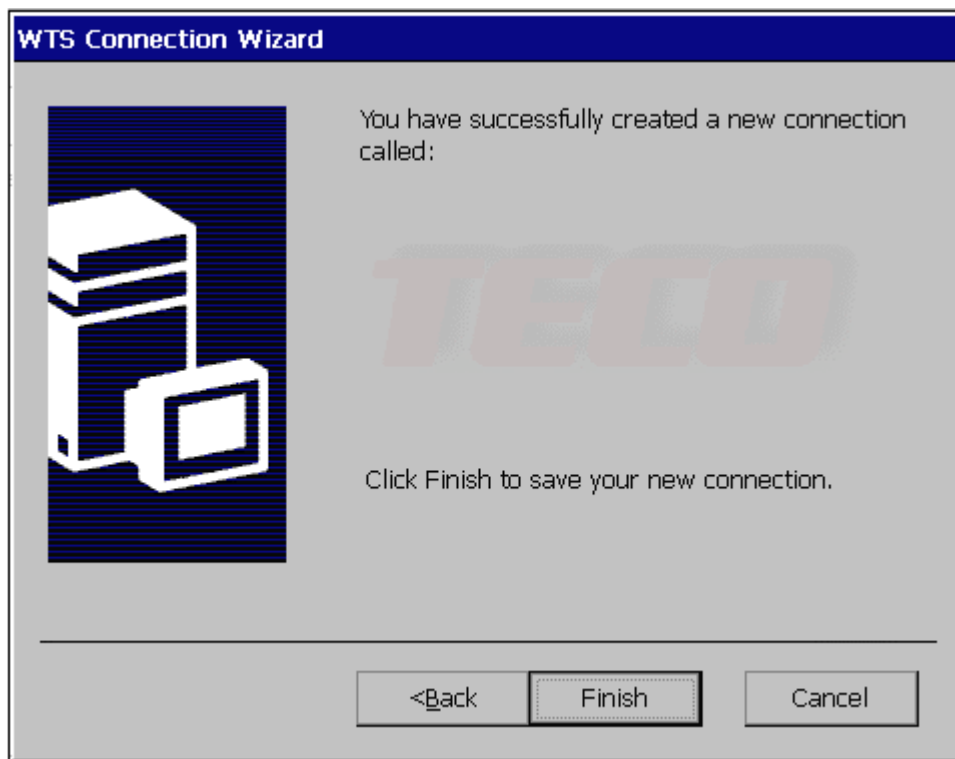 WTS Connection Wizard
You have successfully created a new connection
called:
TECO
Click Finish to save your new connection.
<Back
Finish
Cancel